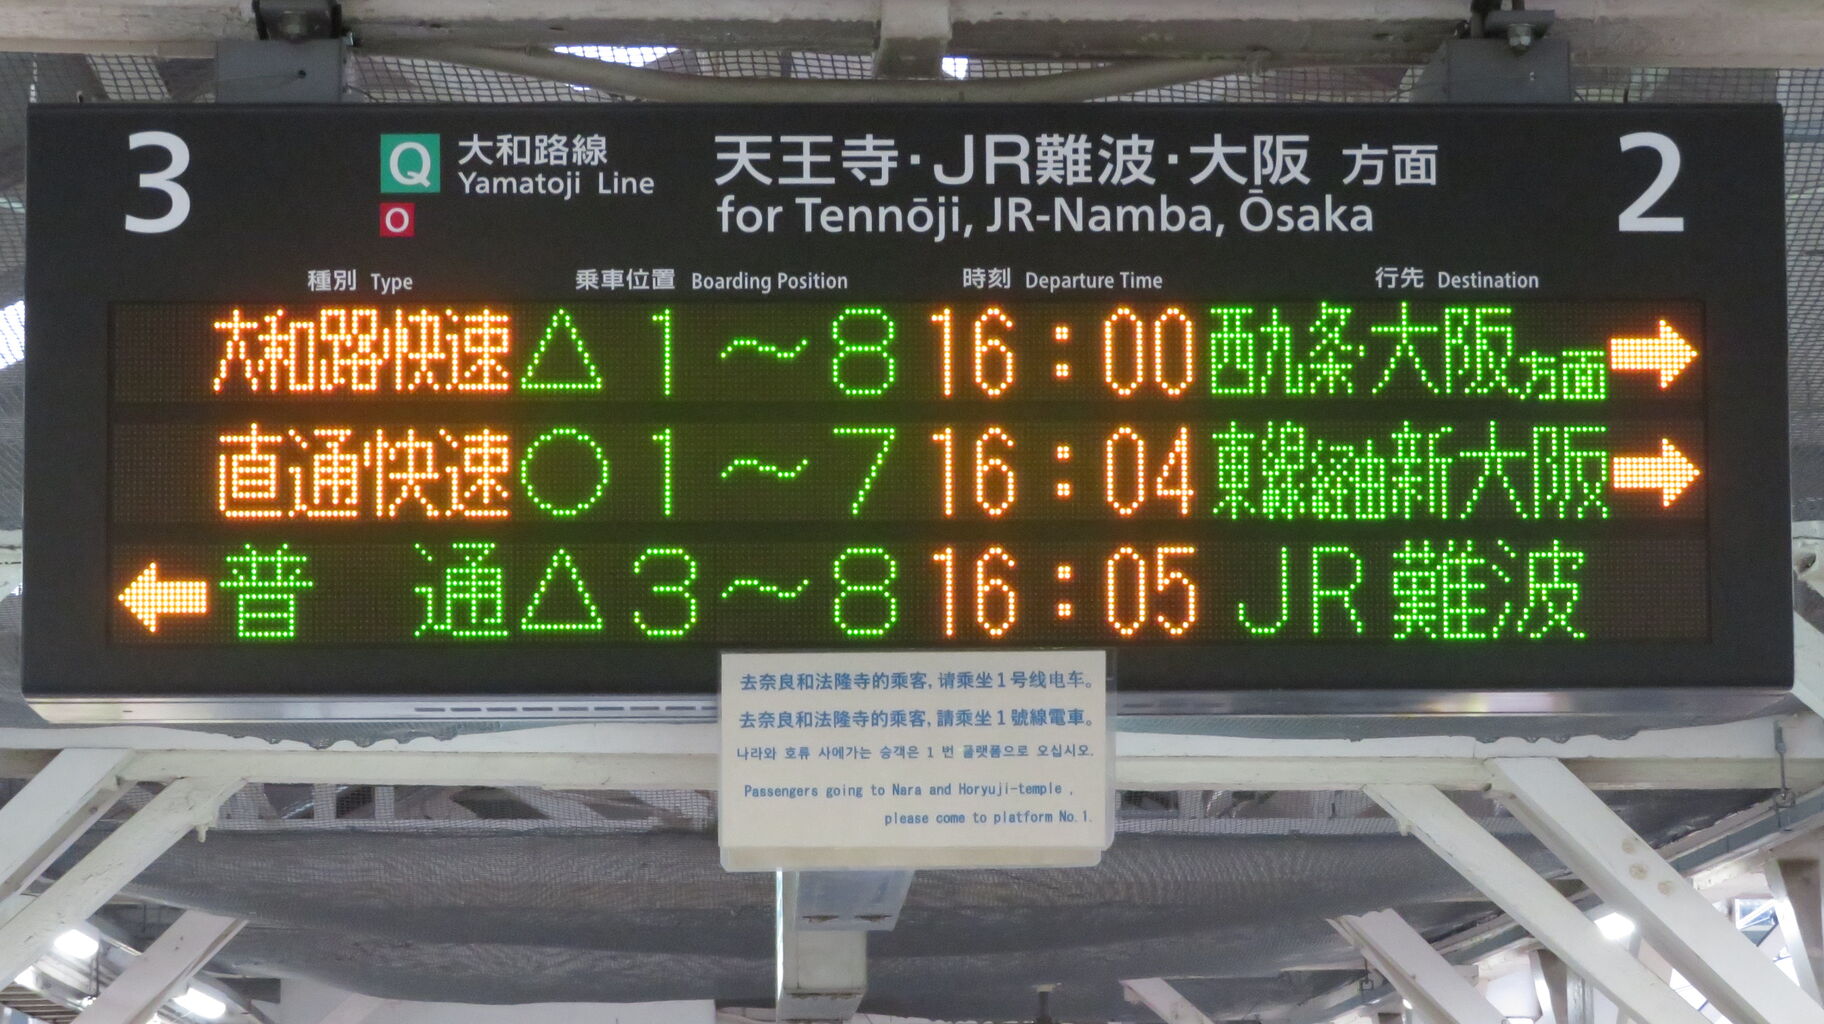 3
Q 大和路線
Yamatoji Line
O
天王寺・JR難波・大阪 方面
for Tennōji, JR-Namba, Ōsaka
2
種別 Type 乗車位置 Boarding Position 時刻 Departure Time 行先 Destination
大和路快速 △ 1~8 16:00 西九条・大阪方面 →
直通快速 ○ 1~7 16:04 東線経由新大阪 →
← 普 通 △ 3~8 16:05 JR難波
去奈良和法隆寺的乘客,请乘坐1号线电车。
去奈良和法隆寺的乘客,請乘坐1號線電車。
나라와 호류 사에가는 승객은 1 번 플랫폼으로 오십시오.
Passengers going to Nara and Horyuji-temple ,
please come to platform No.1.